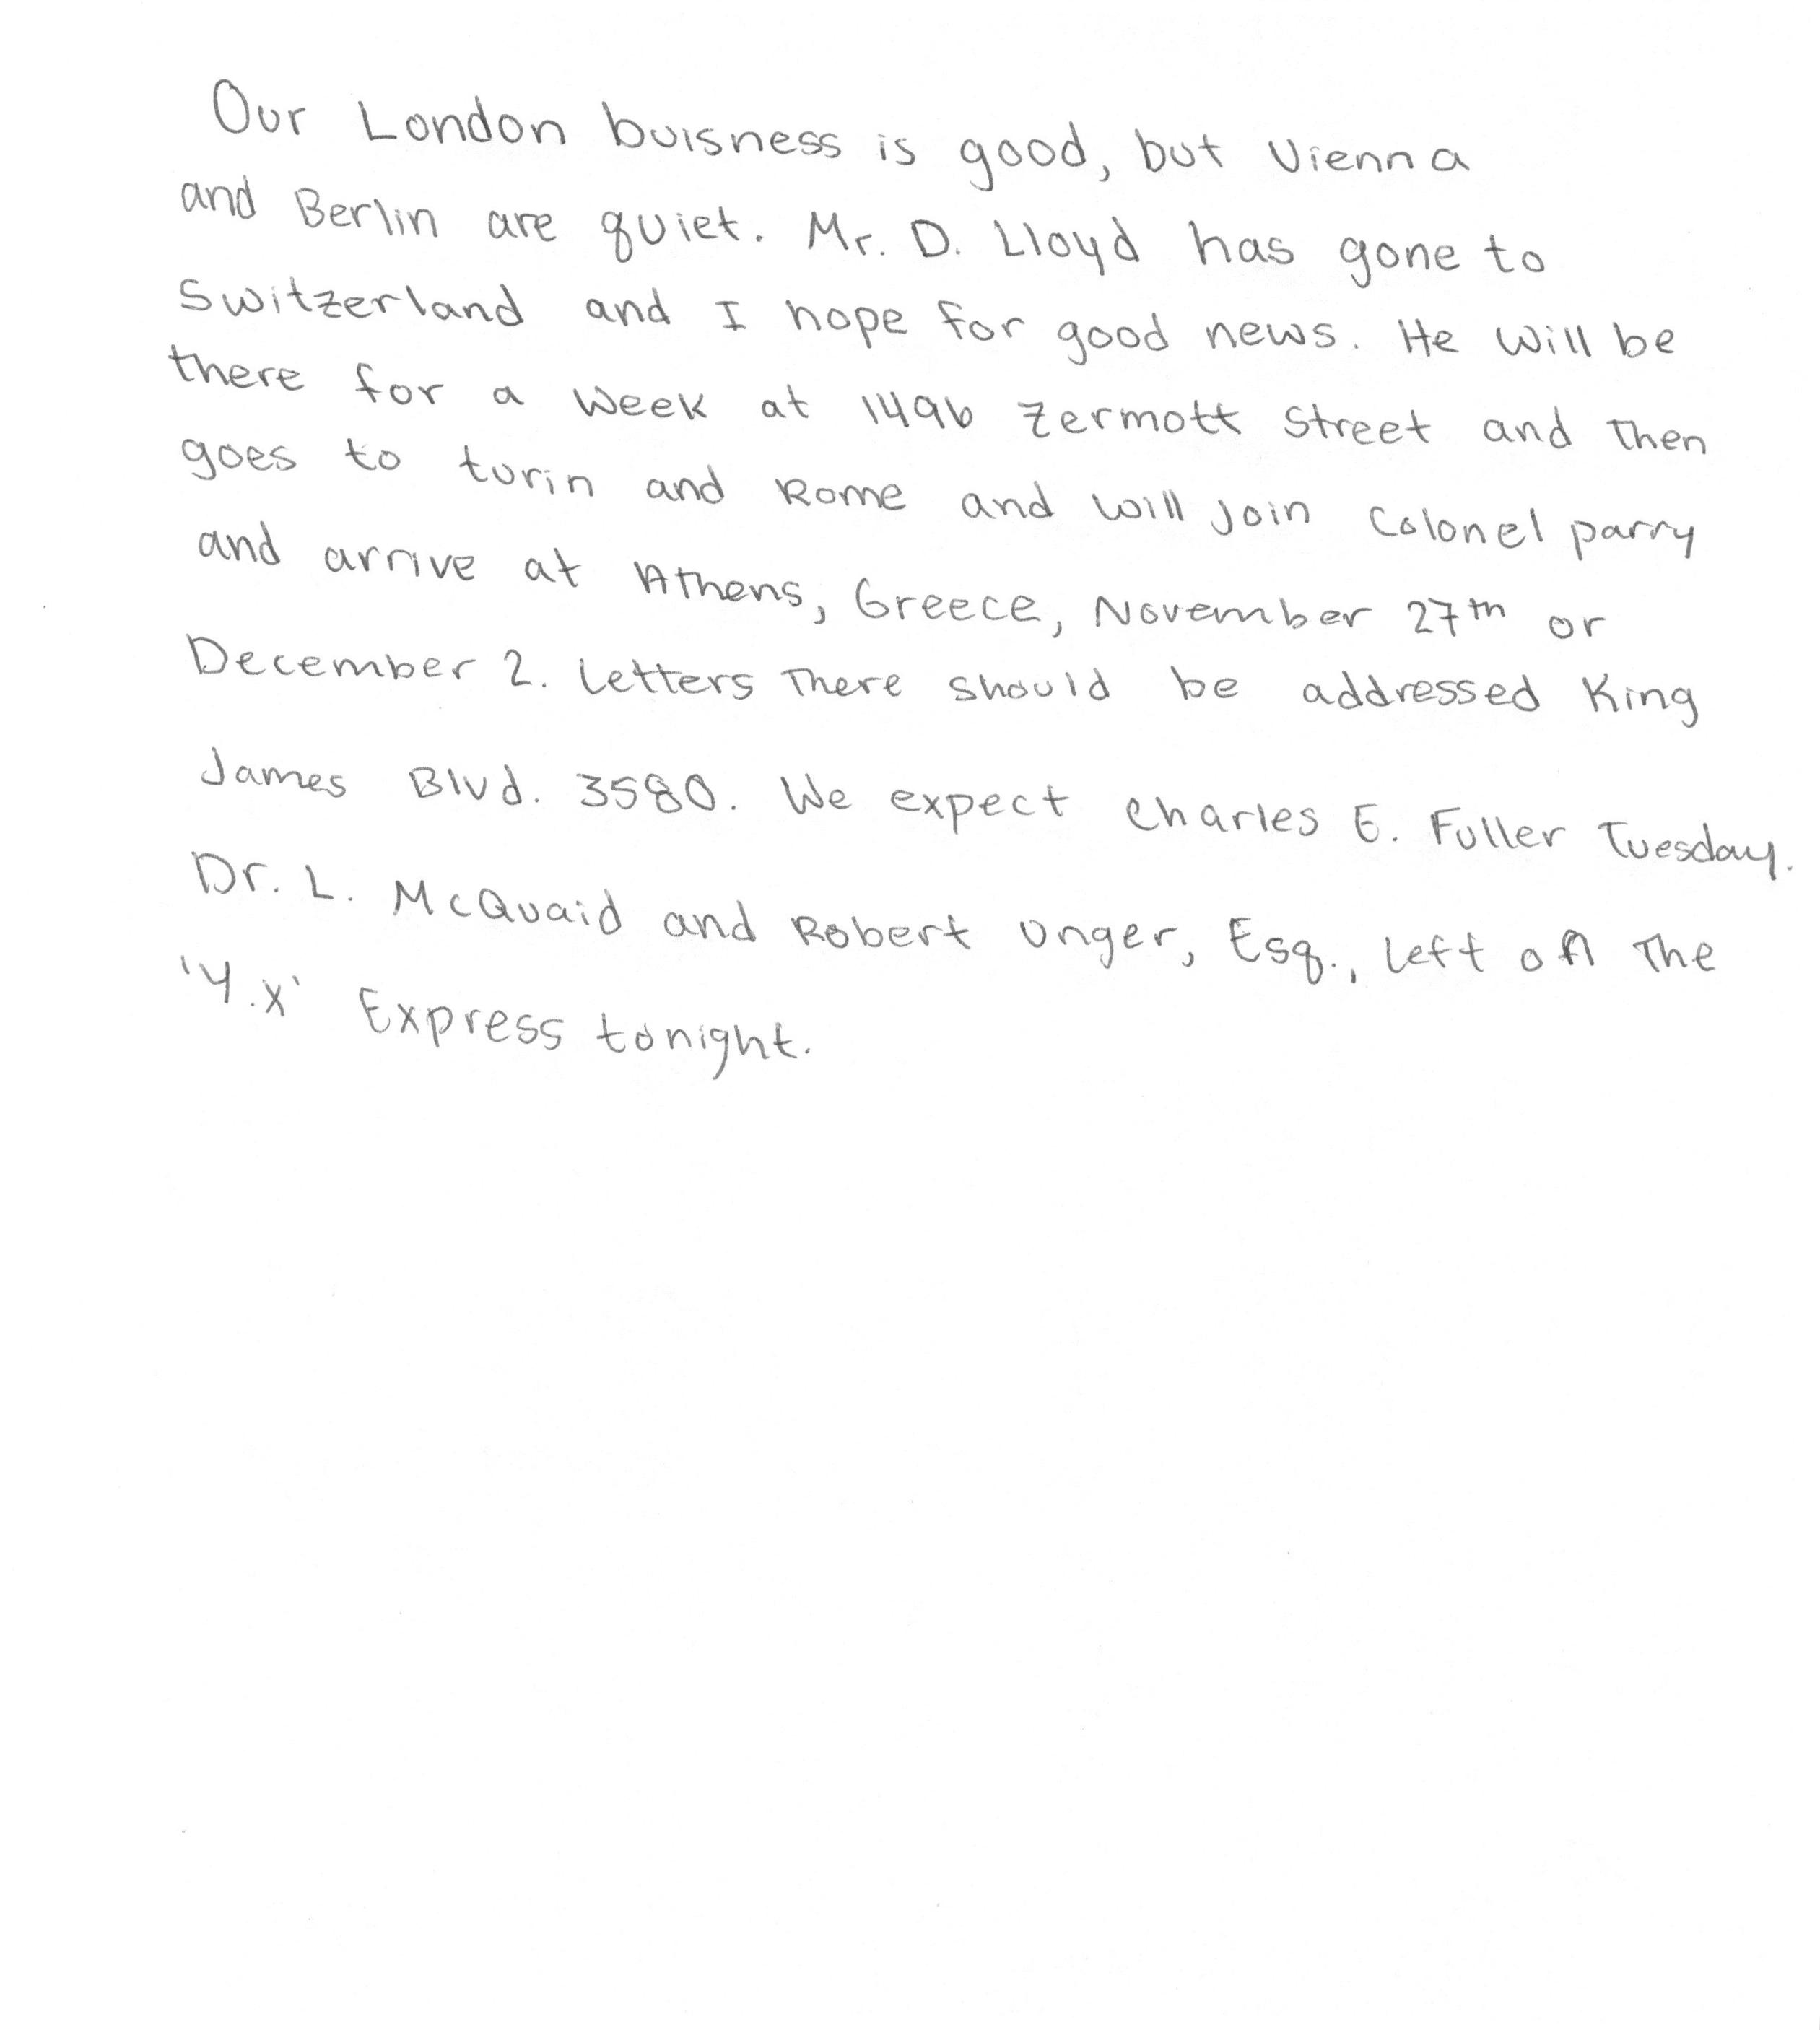 Our London buisness is good, but Vienna
and Berlin are quiet. Mr. D. Lloyd has gone to
Switzerland and I hope for good news. He will be
there for a week at 1496 Zermott Street and then
goes to turin and Rome and will join Colonel parry
and arrive at Athens, Greece, November 27th or
December 2. Letters There should be addressed King
James Blvd. 3580. We expect Charles E. Fuller Tuesday.
Dr. L. McQuaid and Robert Unger, Esq., left on The
'Y.X' Express tonight.